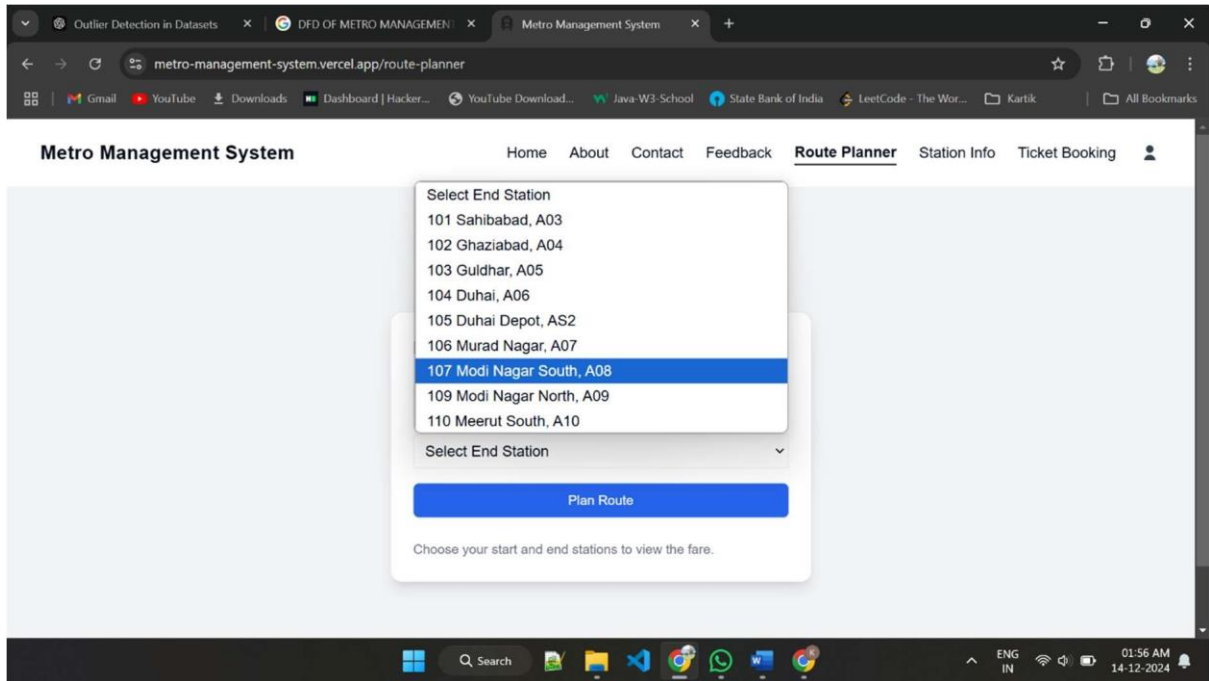 Outlier Detection in Datasets
DFD OF METRO MANAGEMENT
Metro Management System
metro-management-system.vercel.app/route-planner
Gmail YouTube Downloads Dashboard | Hacker... YouTube Download... Java-W3-School State Bank of India LeetCode - The Wor... Kartik All Bookmarks
Metro Management System Home About Contact Feedback Route Planner Station Info Ticket Booking
Select End Station
101 Sahibabad, A03
102 Ghaziabad, A04
103 Guldhar, A05
104 Duhai, A06
105 Duhai Depot, AS2
106 Murad Nagar, A07
107 Modi Nagar South, A08
109 Modi Nagar North, A09
110 Meerut South, A10
Select End Station
Plan Route
Choose your start and end stations to view the fare.
Search
ENG
IN
01:56 AM
14-12-2024